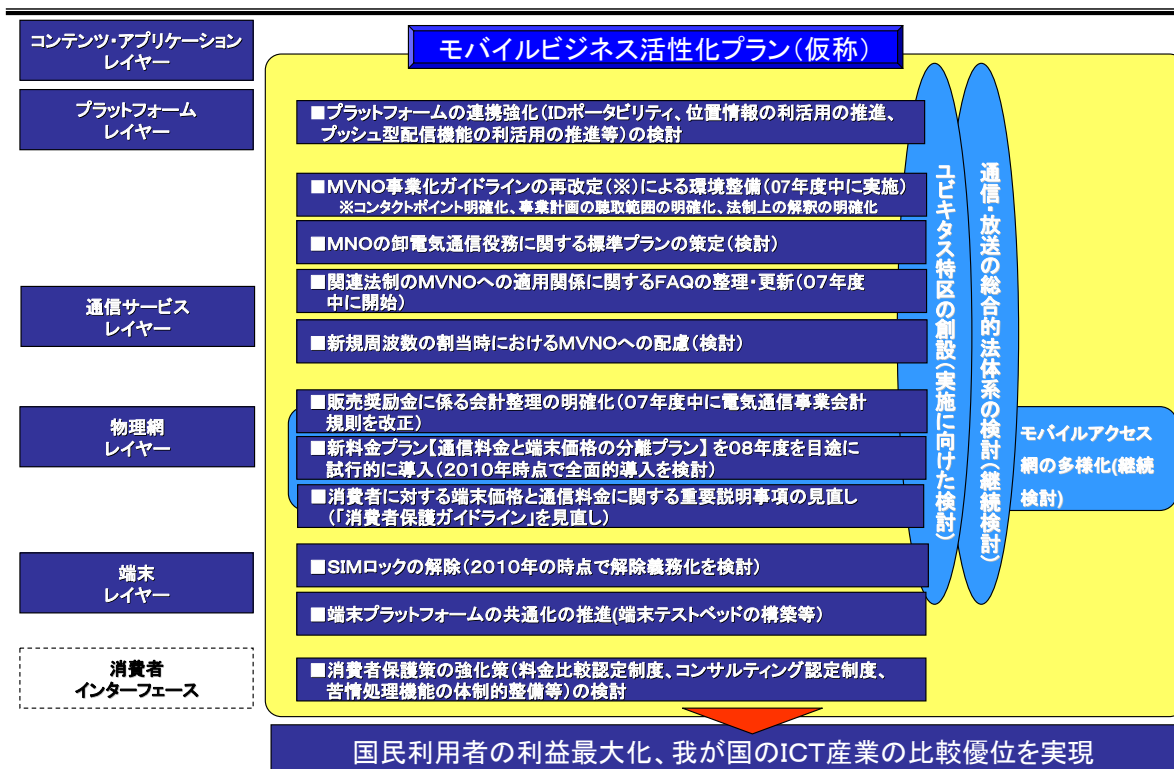 コンテンツ・アプリケーション
レイヤー
モバイルビジネス活性化プラン(仮称)
プラットフォーム
レイヤー
■プラットフォームの連携強化(IDポータビリティ、位置情報の利活用の推進、
プッシュ型配信機能の利活用の推進等)の検討
■MVNO事業化ガイドラインの再改定(※)による環境整備(07年度中に実施)
※コンタクトポイント明確化、事業計画の聴取範囲の明確化、法制上の解釈の明確化
■MNOの卸電気通信役務に関する標準プランの策定(検討)
通信サービス
レイヤー
■関連法制のMVNOへの適用関係に関するFAQの整理・更新(07年度
中に開始)
■新規周波数の割当時におけるMVNOへの配慮(検討)
物理網
レイヤー
■販売奨励金に係る会計整理の明確化(07年度中に電気通信事業会計
規則を改正)
■新料金プラン【通信料金と端末価格の分離プラン】を08年度を目途に
試行的に導入(2010年時点で全面的導入を検討)
■消費者に対する端末価格と通信料金に関する重要説明事項の見直し
(「消費者保護ガイドライン」を見直し)
端末
レイヤー
■SIMロックの解除(2010年の時点で解除義務化を検討)
■端末プラットフォームの共通化の推進(端末テストベッドの構築等)
消費者
インターフェース
■消費者保護策の強化策(料金比較認定制度、コンサルティング認定制度、
苦情処理機能の体制的整備等)の検討
ユビキタス特区の創設(実施に向けた検討)
通信・放送の総合的法体系の検討(継続検討)
モバイルアクセス
網の多様化(継続
検討)
国民利用者の利益最大化、我が国のICT産業の比較優位を実現